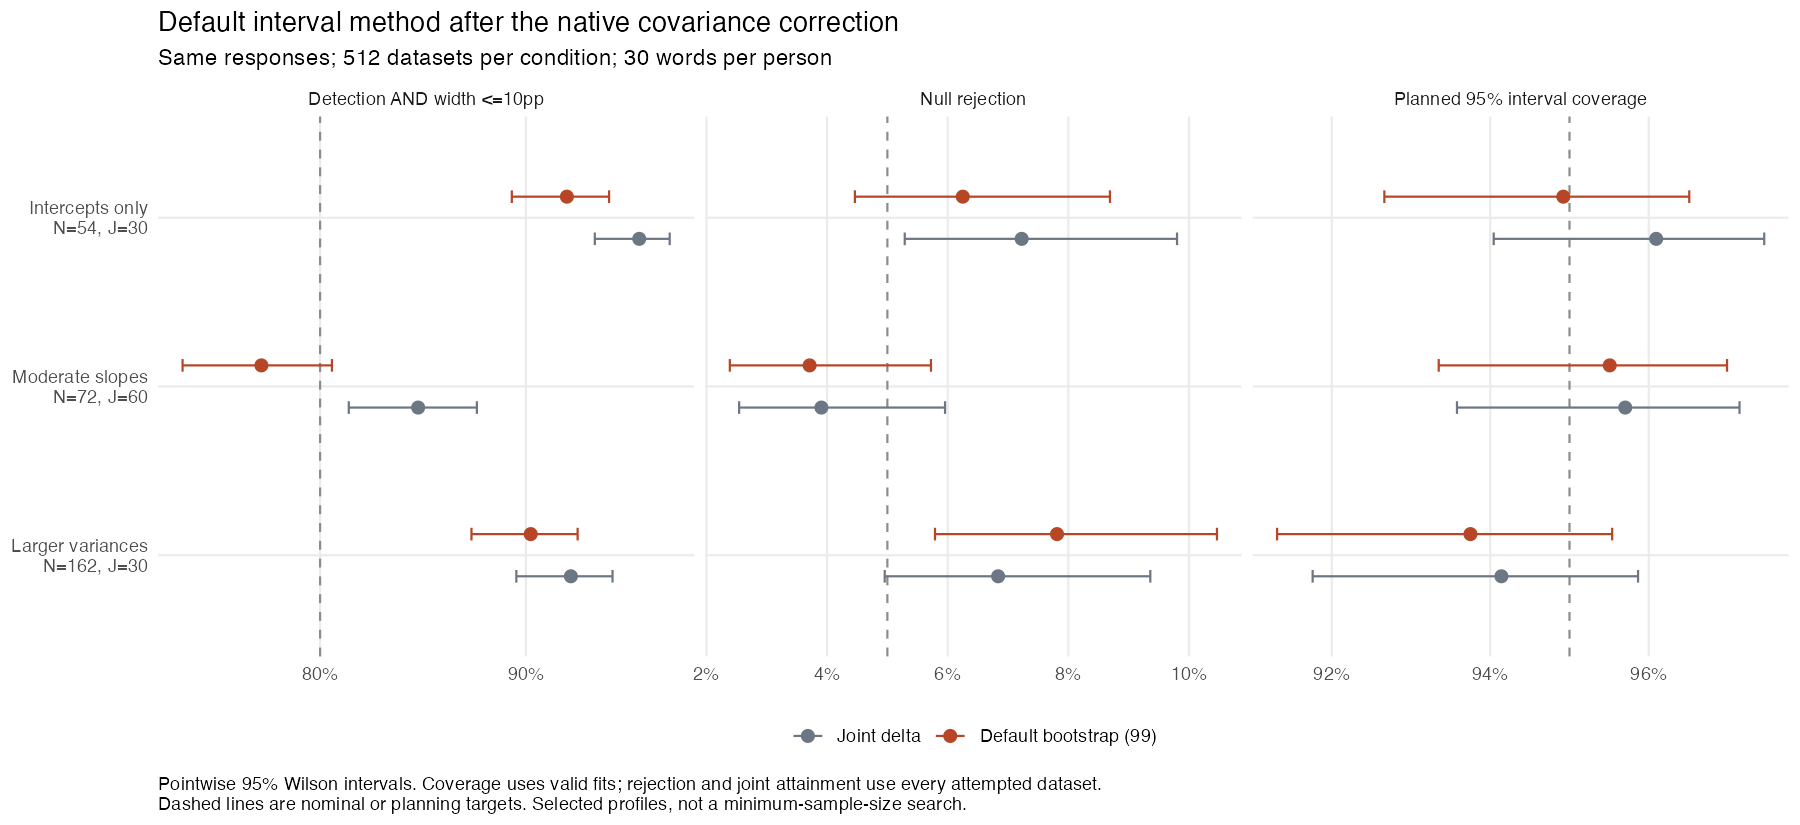 Default interval method after the native covariance correction
Same responses; 512 datasets per condition; 30 words per person
Detection AND width <=10pp
Null rejection
Planned 95% interval coverage
Intercepts only
N=54, J=30
Moderate slopes
N=72, J=60
Larger variances
N=162, J=30
80%
90%
2%
4%
6%
8%
10%
92%
94%
96%
Joint delta
Default bootstrap (99)
Pointwise 95% Wilson intervals. Coverage uses valid fits; rejection and joint attainment use every attempted dataset.
Dashed lines are nominal or planning targets. Selected profiles, not a minimum-sample-size search.